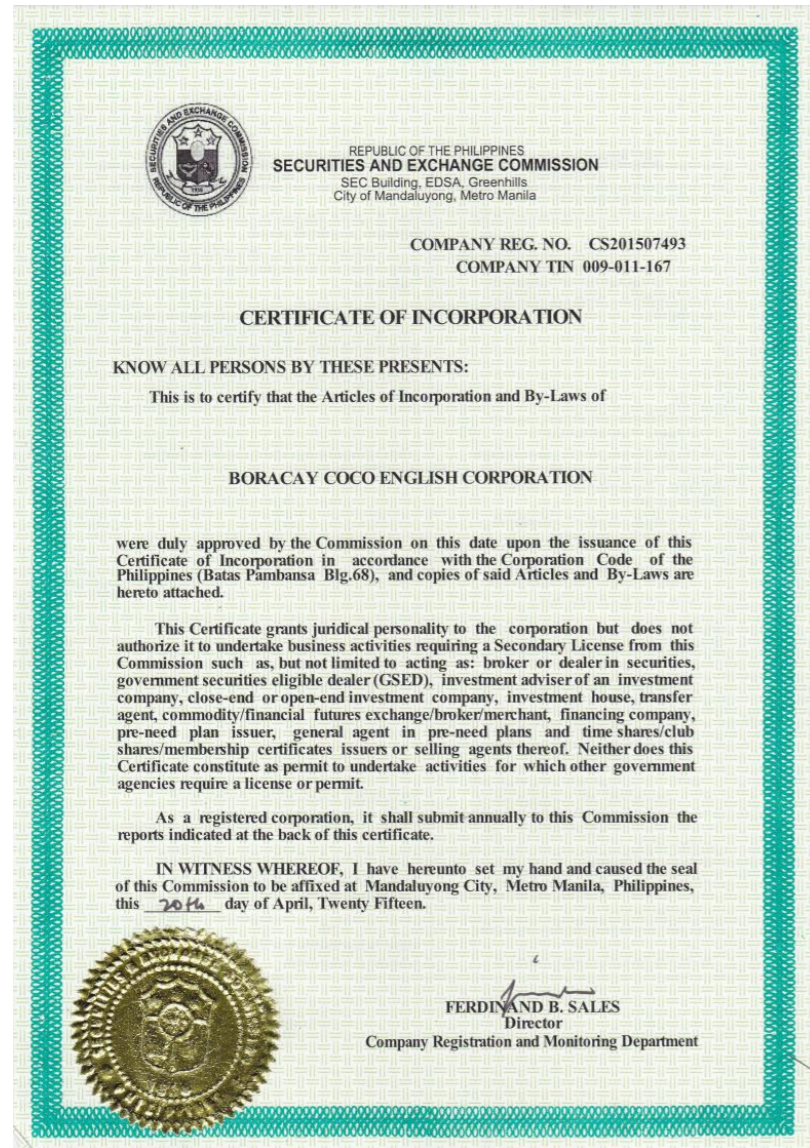 SECURITIES AND EXCHANGE COMMISSION
REPUBLIC OF THE PHILIPPINES
1936
REPUBLIC OF THE PHILIPPINES
SECURITIES AND EXCHANGE COMMISSION
SEC Building, EDSA, Greenhills
City of Mandaluyong, Metro Manila
COMPANY REG. NO. CS201507493
COMPANY TIN 009-011-167
CERTIFICATE OF INCORPORATION
KNOW ALL PERSONS BY THESE PRESENTS:
This is to certify that the Articles of Incorporation and By-Laws of
BORACAY COCO ENGLISH CORPORATION
were duly approved by the Commission on this date upon the issuance of this
Certificate of Incorporation in accordance with the Corporation Code of the
Philippines (Batas Pambansa Blg.68), and copies of said Articles and By-Laws are
hereto attached.
This Certificate grants juridical personality to the corporation but does not
authorize it to undertake business activities requiring a Secondary License from this
Commission such as, but not limited to acting as: broker or dealer in securities,
government securities eligible dealer (GSED), investment adviser of an investment
company, close-end or open-end investment company, investment house, transfer
agent, commodity/financial futures exchange/broker/merchant, financing company,
pre-need plan issuer, general agent in pre-need plans and time shares/club
shares/membership certificates issuers or selling agents thereof. Neither does this
Certificate constitute as permit to undertake activities for which other government
agencies require a license or permit.
As a registered corporation, it shall submit annually to this Commission the
reports indicated at the back of this certificate.
IN WITNESS WHEREOF, I have hereunto set my hand and caused the seal
of this Commission to be affixed at Mandaluyong City, Metro Manila, Philippines,
this 20th day of April, Twenty Fifteen.
FERDINAND B. SALES
Director
Company Registration and Monitoring Department